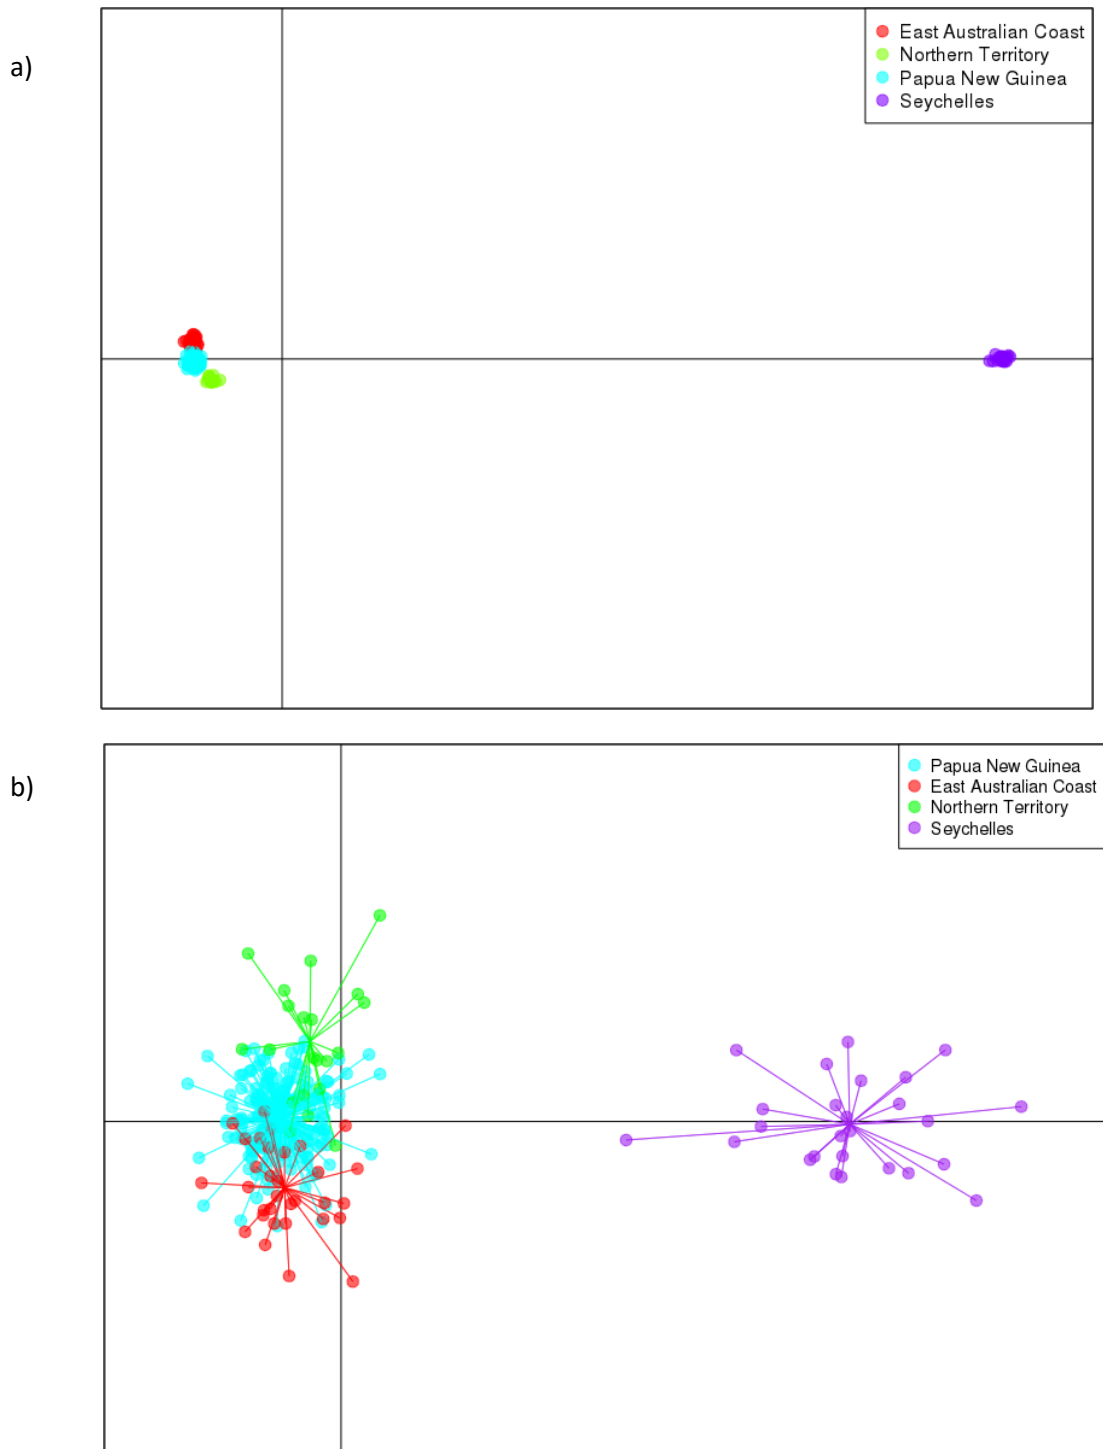 a)
East Australian Coast
Northern Territory
Papua New Guinea
Seychelles
b)
Papua New Guinea
East Australian Coast
Northern Territory
Seychelles